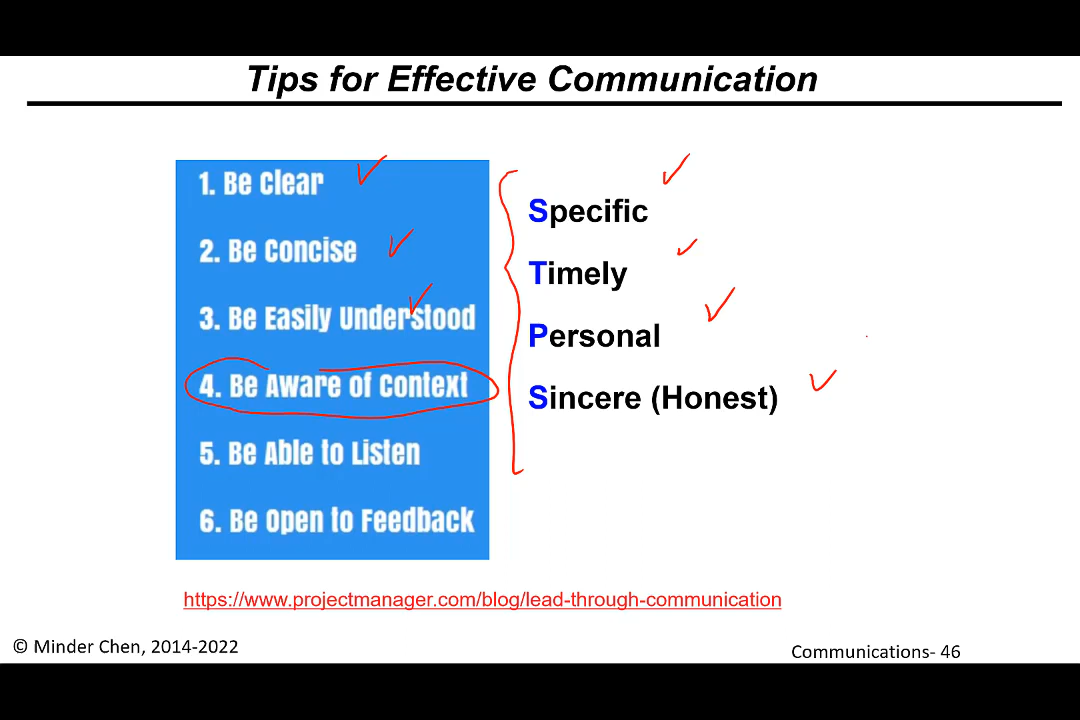 Tips for Effective Communication
1. Be Clear
2. Be Concise
3. Be Easily Understood
4. Be Aware of Context
5. Be Able to Listen
6. Be Open to Feedback
Specific
Timely
Personal
Sincere (Honest)
https://www.projectmanager.com/blog/lead-through-communication
© Minder Chen, 2014-2022
Communications- 46